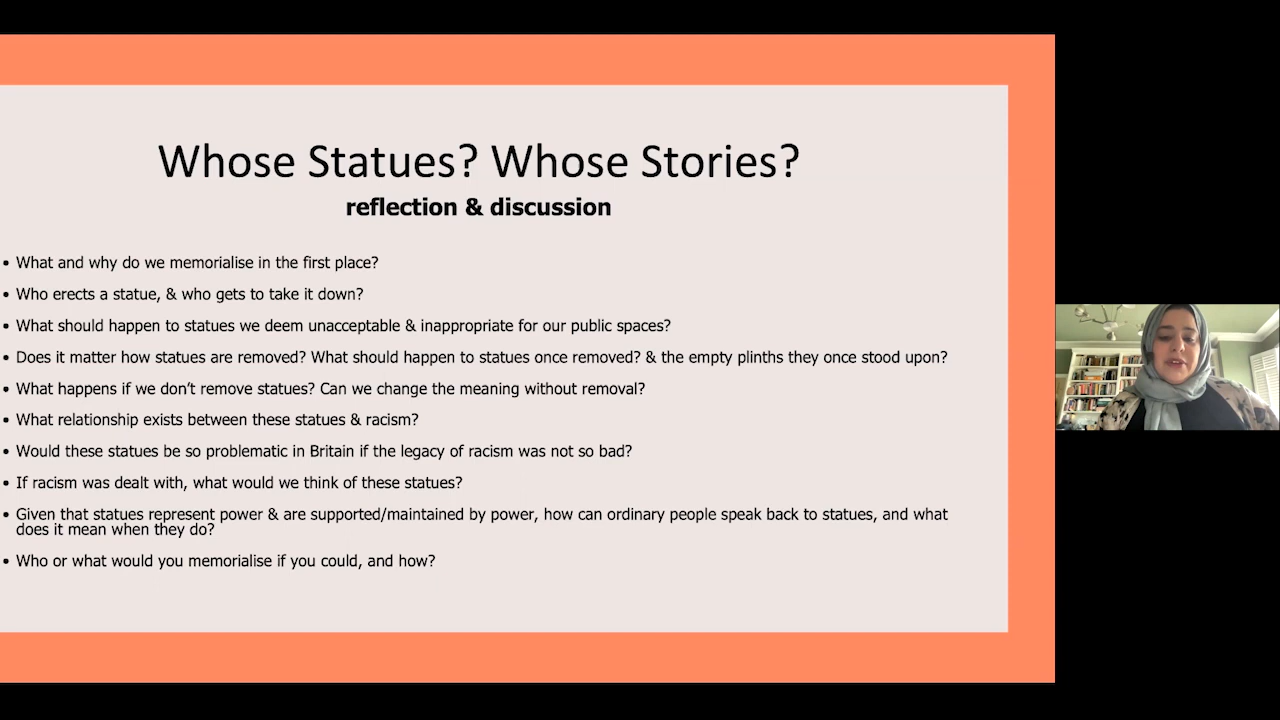 Whose Statues? Whose Stories?
reflection & discussion
• What and why do we memorialise in the first place?
• Who erects a statue, & who gets to take it down?
• What should happen to statues we deem unacceptable & inappropriate for our public spaces?
• Does it matter how statues are removed? What should happen to statues once removed? & the empty plinths they once stood upon?
• What happens if we don’t remove statues? Can we change the meaning without removal?
• What relationship exists between these statues & racism?
• Would these statues be so problematic in Britain if the legacy of racism was not so bad?
• If racism was dealt with, what would we think of these statues?
• Given that statues represent power & are supported/maintained by power, how can ordinary people speak back to statues, and what
does it mean when they do?
• Who or what would you memorialise if you could, and how?